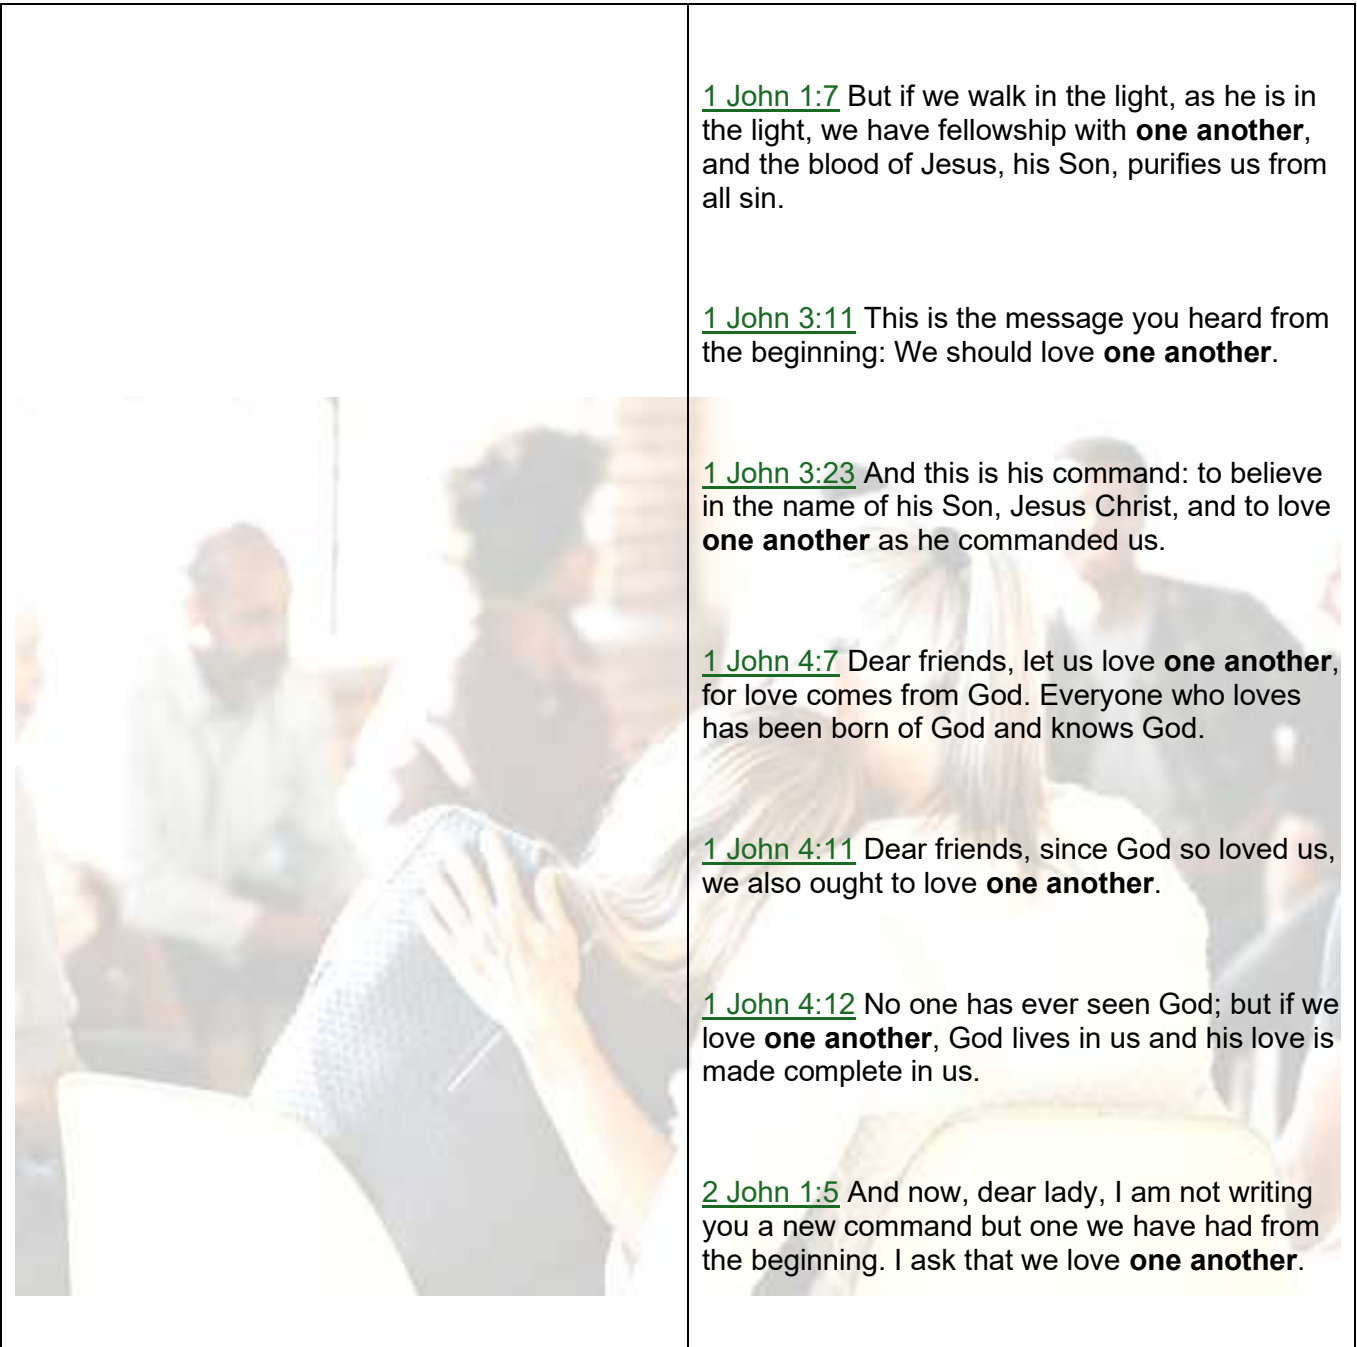 1 John 1:7 But if we walk in the light, as he is in
the light, we have fellowship with one another,
and the blood of Jesus, his Son, purifies us from
all sin.
1 John 3:11 This is the message you heard from
the beginning: We should love one another.
1 John 3:23 And this is his command: to believe
in the name of his Son, Jesus Christ, and to love
one another as he commanded us.
1 John 4:7 Dear friends, let us love one another,
for love comes from God. Everyone who loves
has been born of God and knows God.
1 John 4:11 Dear friends, since God so loved us,
we also ought to love one another.
1 John 4:12 No one has ever seen God; but if we
love one another, God lives in us and his love is
made complete in us.
2 John 1:5 And now, dear lady, I am not writing
you a new command but one we have had from
the beginning. I ask that we love one another.